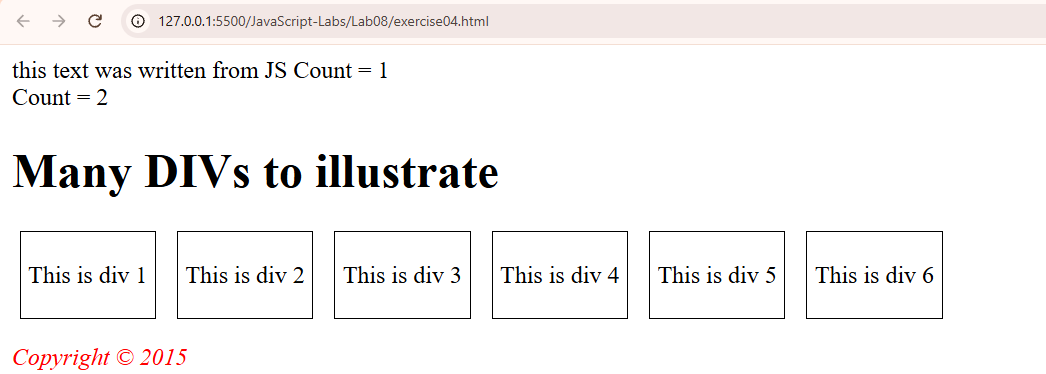 127.0.0.1:5500/JavaScript-Labs/Lab08/exercise04.html
this text was written from JS Count = 1
Count = 2
Many DIVs to illustrate
This is div 1 This is div 2 This is div 3 This is div 4 This is div 5 This is div 6
Copyright © 2015